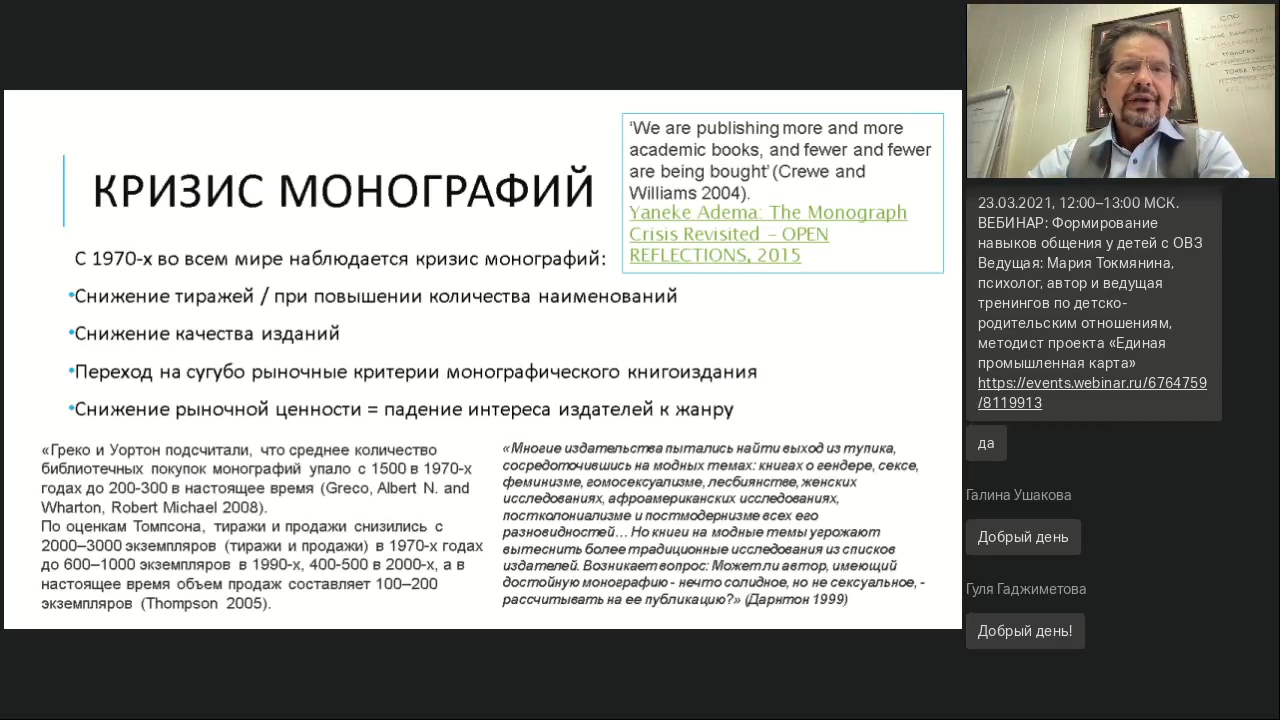 КРИЗИС МОНОГРАФИЙ
'We are publishing more and more
academic books, and fewer and fewer
are being bought' (Crewe and
Williams 2004).
Yaneke Adema: The Monograph
Crisis Revisited – OPEN
REFLECTIONS, 2015
С 1970-х во всем мире наблюдается кризис монографий:
•Снижение тиражей / при повышении количества наименований
•Снижение качества изданий
•Переход на сугубо рыночные критерии монографического книгоиздания
•Снижение рыночной ценности = падение интереса издателей к жанру
«Греко и Уортон подсчитали, что среднее количество
библиотечных покупок монографий упало с 1500 в 1970-х
годах до 200-300 в настоящее время (Greco, Albert N. and
Wharton, Robert Michael 2008).
По оценкам Томпсона, тиражи и продажи снизились с
2000–3000 экземпляров (тиражи и продажи) в 1970-х годах
до 600–1000 экземпляров в 1990-х, 400-500 в 2000-х, а в
настоящее время объем продаж составляет 100–200
экземпляров (Thompson 2005).
«Многие издательства пытались найти выход из тупика,
сосредоточившись на модных темах: книгах о гендере, сексе,
феминизме, гомосексуализме, лесбиянстве, женских
исследованиях, афроамериканских исследованиях,
постколониализме и постмодернизме всех его
разновидностей… Но книги на модные темы угрожают
вытеснить более традиционные исследования из списков
издателей. Возникает вопрос: Может ли автор, имеющий
достойную монографию - нечто солидное, но не сексуальное, -
рассчитывать на ее публикацию?» (Дарнтон 1999)
СПО
ТЕОЛОГИЯ
ТОЧКА РОСТА
23.03.2021, 12:00–13:00 МСК.
ВЕБИНАР: Формирование
навыков общения у детей с ОВЗ
Ведущая: Мария Токмянина,
психолог, автор и ведущая
тренингов по детско-
родительским отношениям,
методист проекта «Единая
промышленная карта»
https://events.webinar.ru/6764759
/8119913
да
Галина Ушакова
Добрый день
Гуля Гаджиметова
Добрый день!